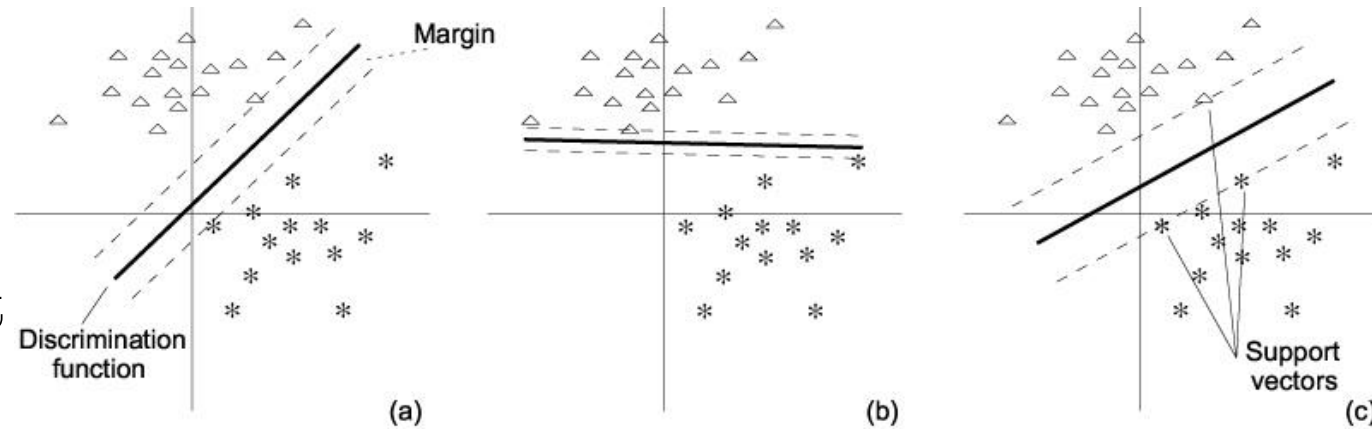 Margin
Discrimination
function
Support
vectors
(a)
(b)
(c)